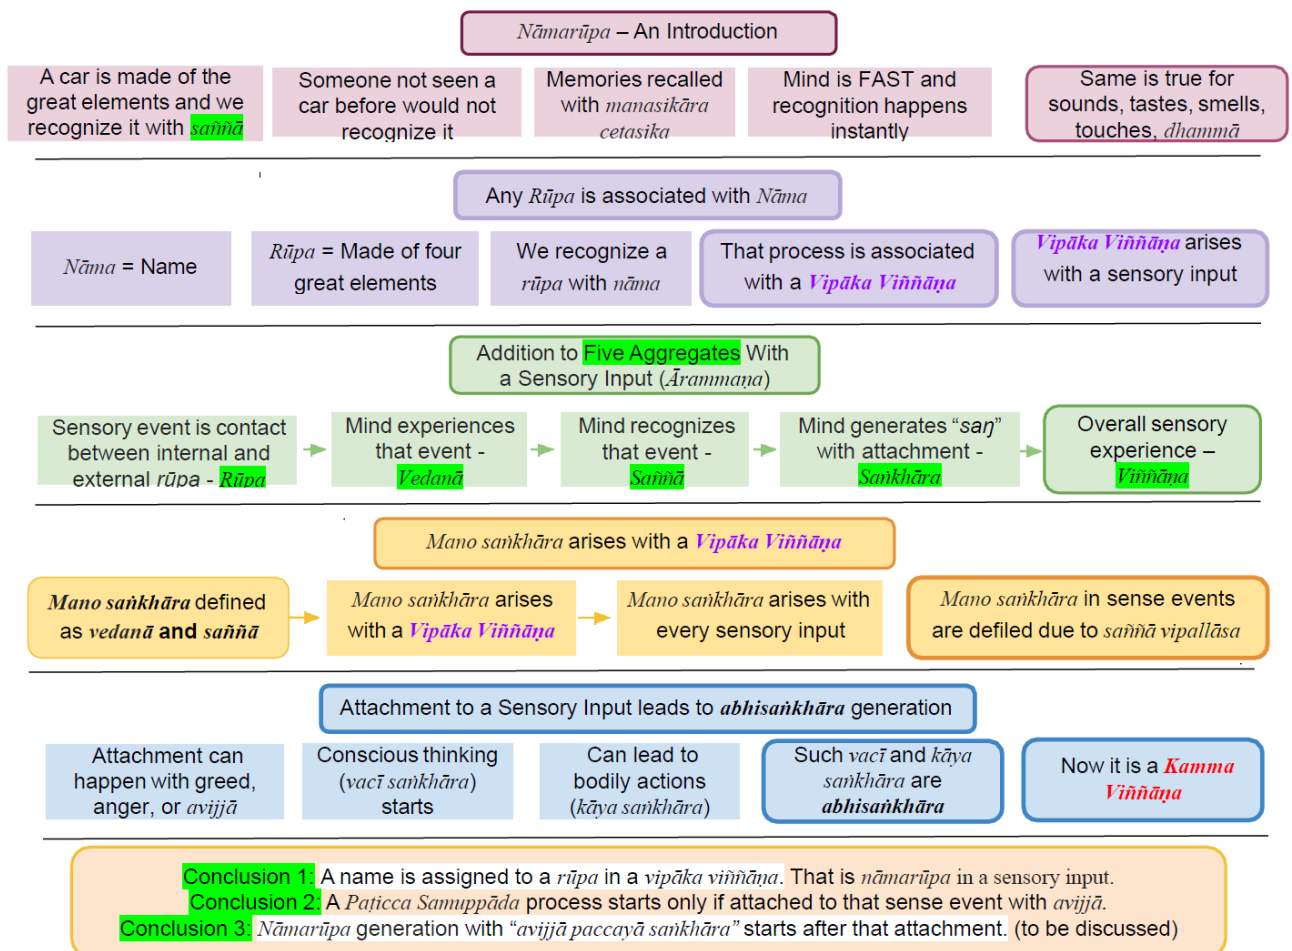 Nāmarūpa – An Introduction
A car is made of the
great elements and we
recognize it with saññā
Someone not seen a
car before would not
recognize it
Memories recalled
with manasikāra
cetasika
Mind is FAST and
recognition happens
instantly
Same is true for
sounds, tastes, smells,
touches, dhammā
Any Rūpa is associated with Nāma
Nāma = Name
Rūpa = Made of four
great elements
We recognize a
rūpa with nāma
That process is associated
with a Vipāka Viññāṇa
Vipāka Viññāṇa arises
with a sensory input
Addition to Five Aggregates With
a Sensory Input (Ārammaṇa)
Sensory event is contact
between internal and
external rūpa - Rūpa
Mind experiences
that event -
Vedanā
Mind recognizes
that event -
Saññā
Mind generates “saŋ”
with attachment -
Saṅkhāra
Overall sensory
experience –
Viññāṇa
Mano saṅkhāra arises with a Vipāka Viññāṇa
Mano saṅkhāra defined
as vedanā and saññā
Mano saṅkhāra arises
with a Vipāka Viññāṇa
Mano saṅkhāra arises with
every sensory input
Mano saṅkhāra in sense events
are defiled due to saññā vipallāsa
Attachment to a Sensory Input leads to abhisaṅkhāra generation
Attachment can
happen with greed,
anger, or avijjā
Conscious thinking
(vacī saṅkhāra)
starts
Can lead to
bodily actions
(kāya saṅkhāra)
Such vacī and kāya
saṅkhāra are
abhisaṅkhāra
Now it is a Kamma
Viññāṇa
Conclusion 1: A name is assigned to a rūpa in a vipāka viññāṇa. That is nāmarūpa in a sensory input.
Conclusion 2: A Paṭicca Samuppāda process starts only if attached to that sense event with avijjā.
Conclusion 3: Nāmarūpa generation with “avijjā paccayā saṅkhāra” starts after that attachment. (to be discussed)